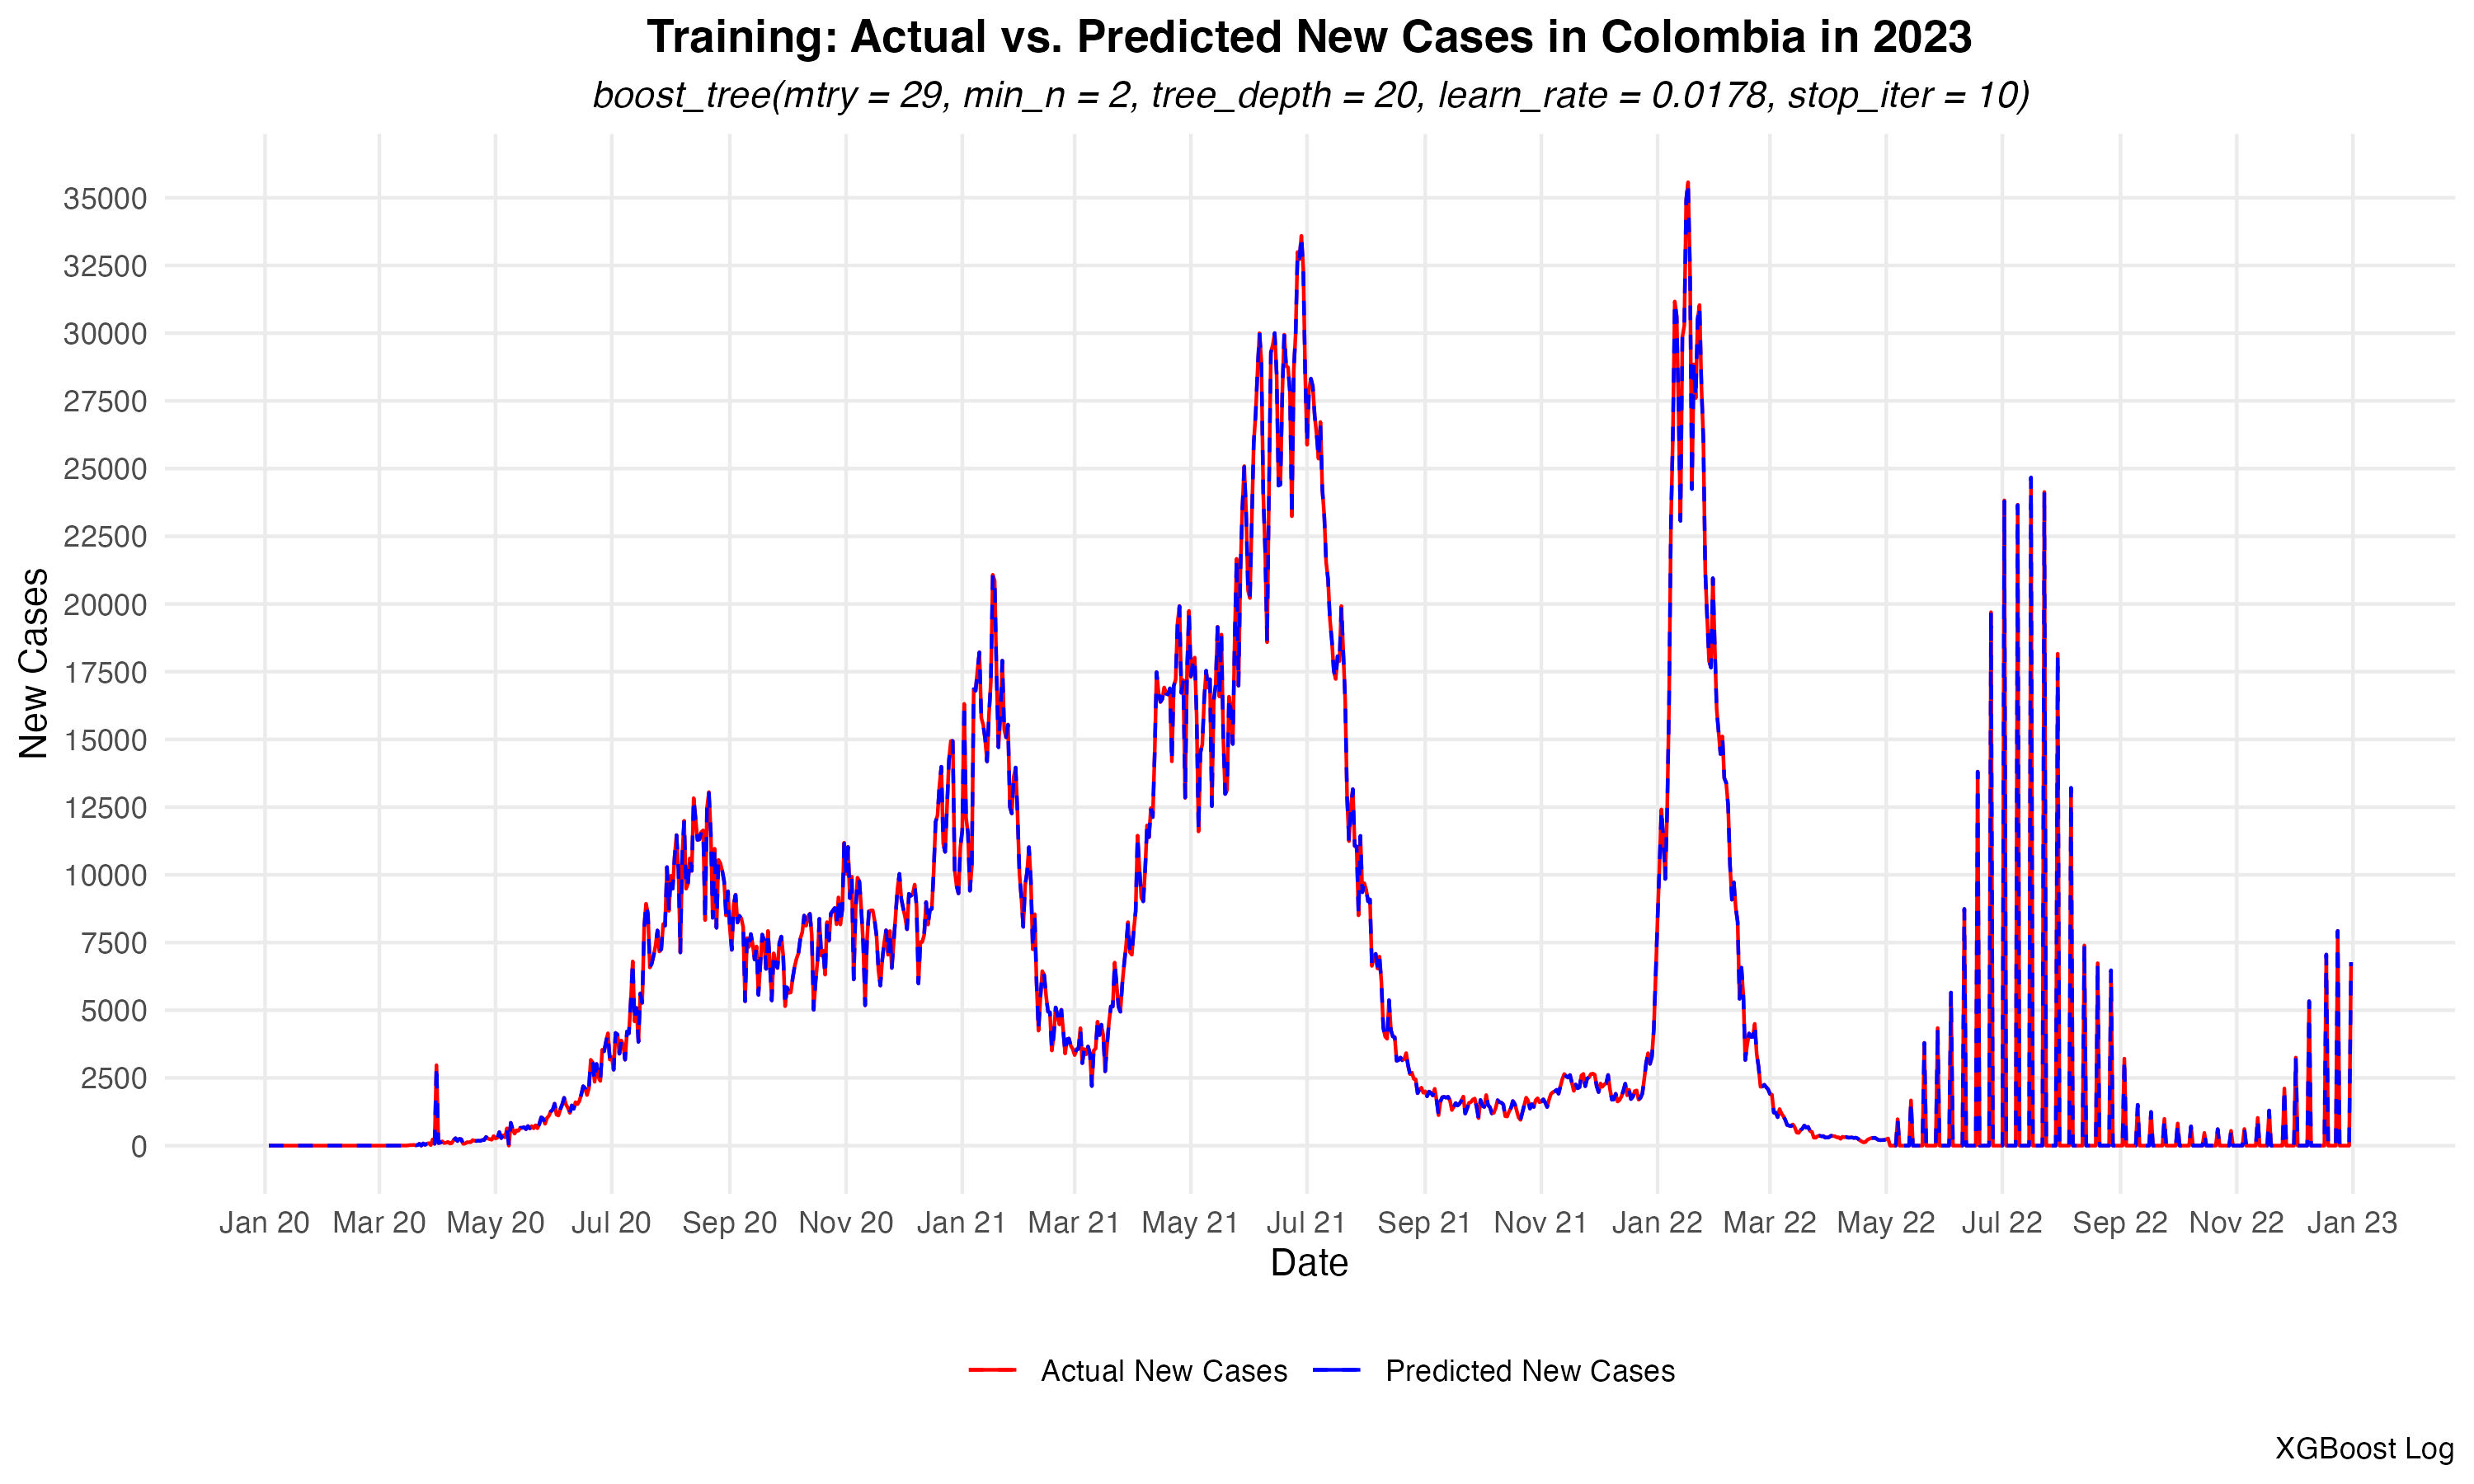 Training: Actual vs. Predicted New Cases in Colombia in 2023
boost_tree(mtry = 29, min_n = 2, tree_depth = 20, learn_rate = 0.0178, stop_iter = 10)
New Cases
35000
32500
30000
27500
25000
22500
20000
17500
15000
12500
10000
7500
5000
2500
0
Jan 20 Mar 20 May 20 Jul 20 Sep 20 Nov 20 Jan 21 Mar 21 May 21 Jul 21 Sep 21 Nov 21 Jan 22 Mar 22 May 22 Jul 22 Sep 22 Nov 22 Jan 23
Date
Actual New Cases Predicted New Cases
XGBoost Log